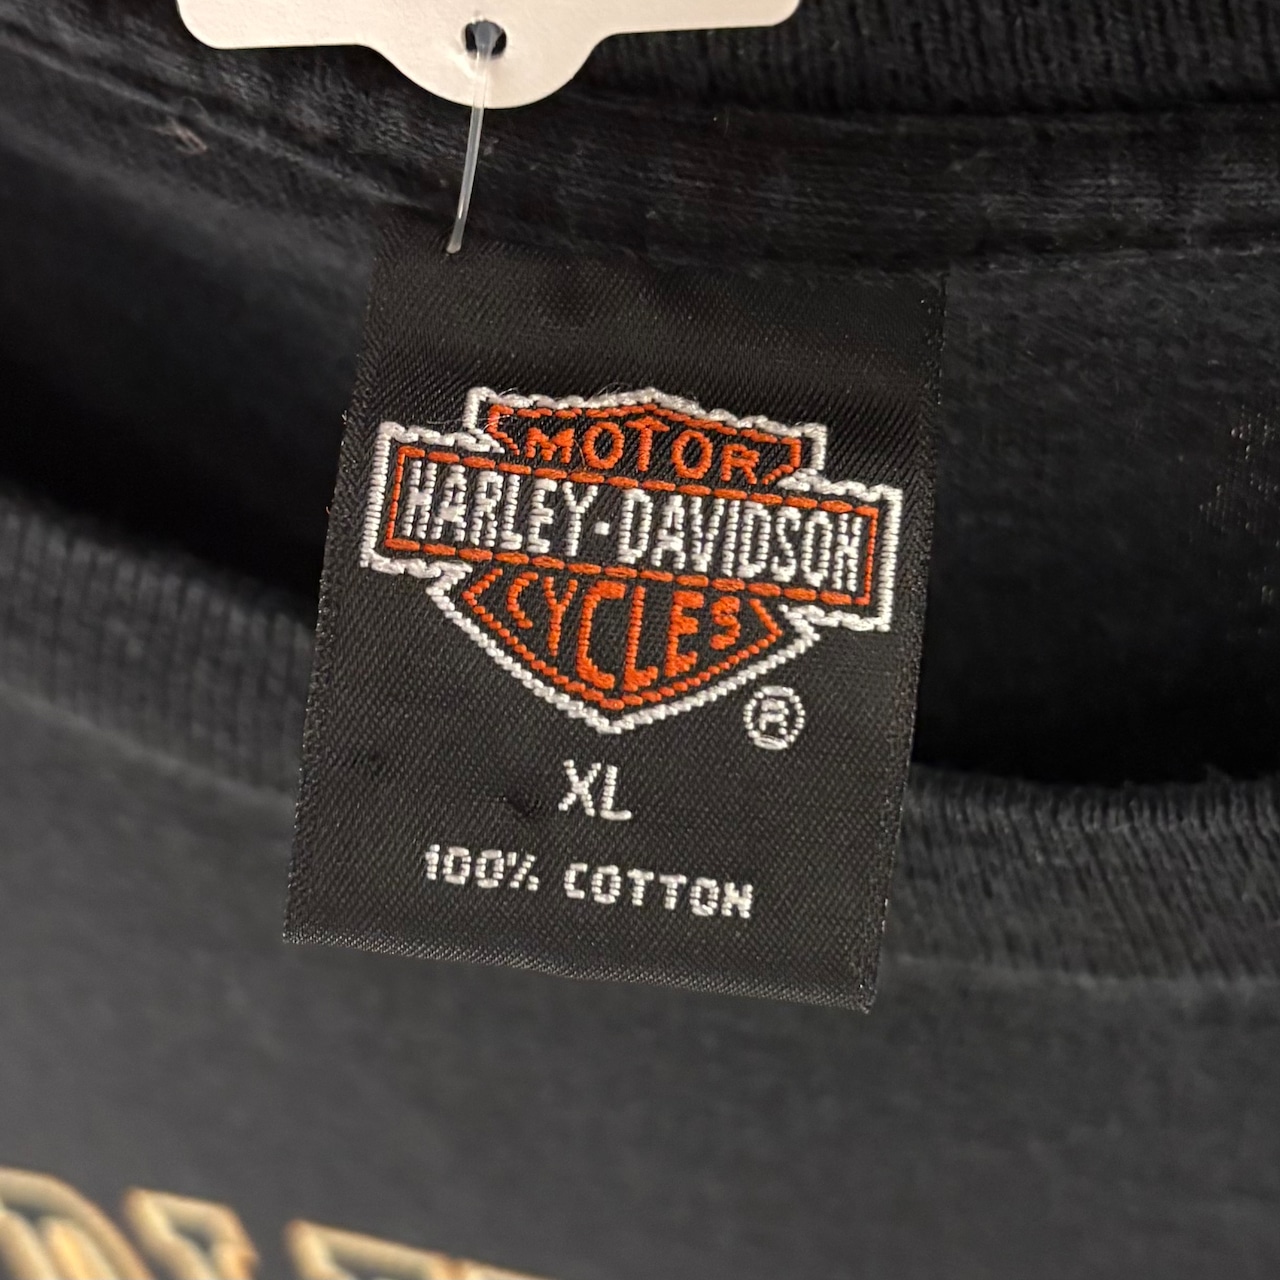 MOTOR
HARLEY-DAVIDSON
CYCLES
®
XL
100% COTTON